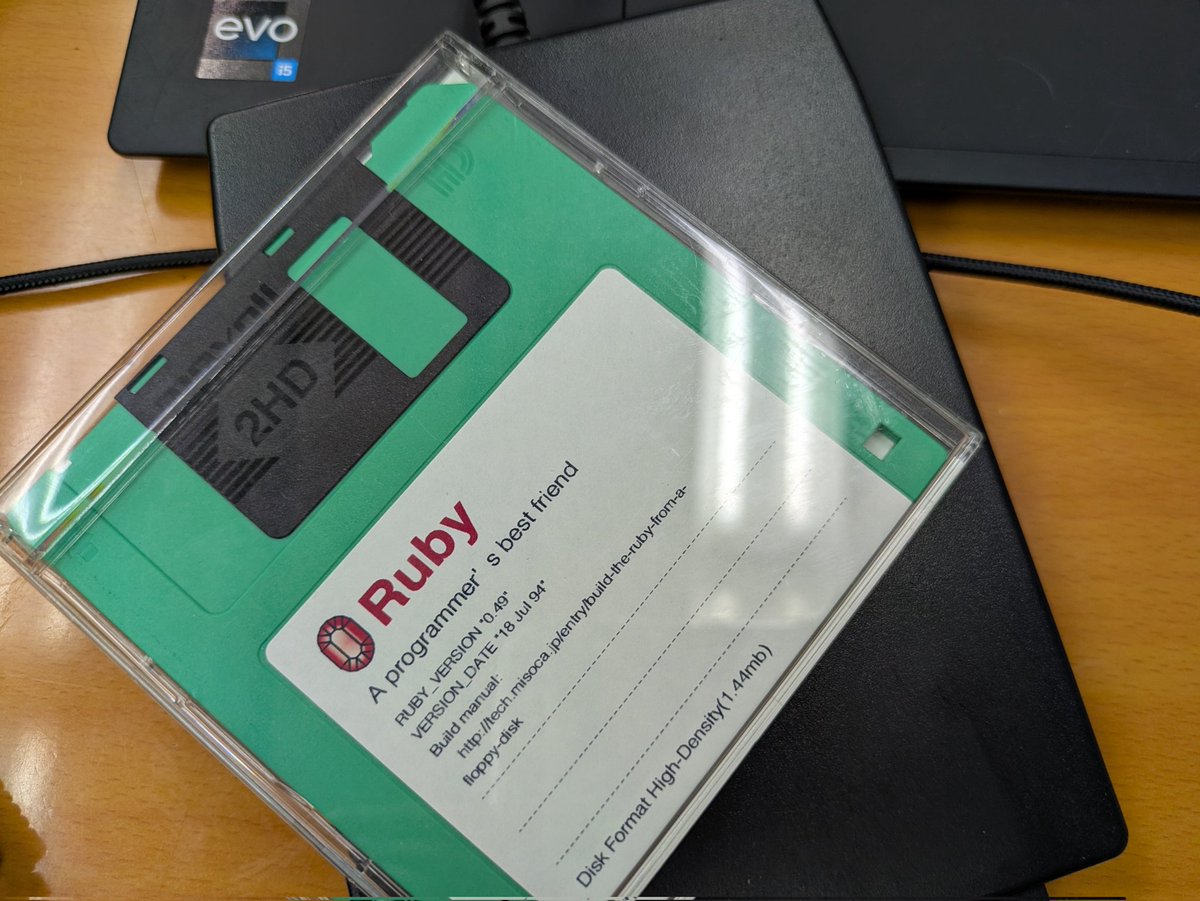 evo
i5
2HD
Ruby
A programmer's best friend
RUBY_VERSION "0.49"
VERSION_DATE "18 Jul 94"
Build manual:
http://tech.misoca.jp/entry/build-the-ruby-from-a-
floppy-disk
Disk Format High-Density(1.44mb)